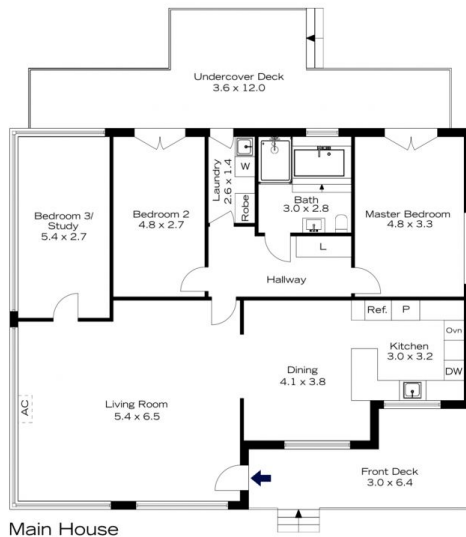 Undercover Deck
3.6 x 12.0
Laundry
2.6 x 1.4
W
Robe
Bath
3.0 x 2.8
L
Bedroom 3/
Study
5.4 x 2.7
Bedroom 2
4.8 x 2.7
Master Bedroom
4.8 x 3.3
Hallway
Ref.
P
Ovn
Kitchen
3.0 x 3.2
DW
Dining
4.1 x 3.8
AC
Living Room
5.4 x 6.5
Front Deck
3.0 x 6.4
Main House